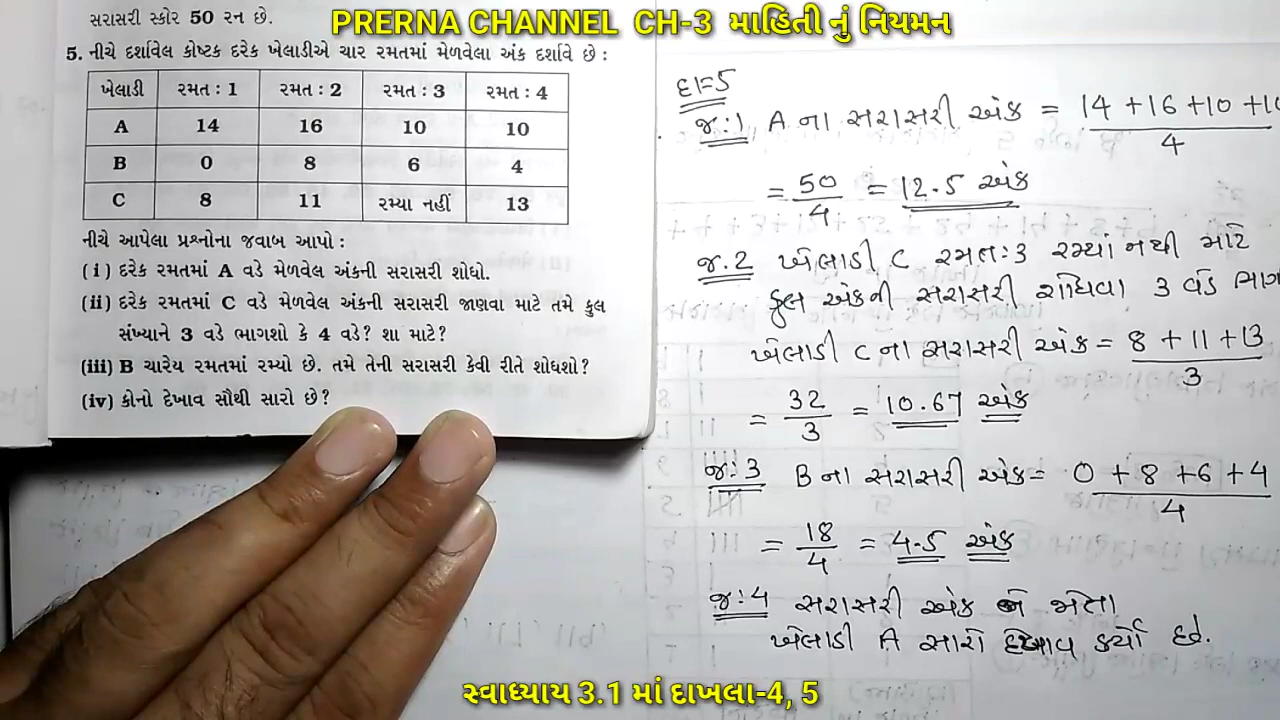 સરાસરી સ્કોર 50 રન છે.
PRERNA CHANNEL CH-3 માહિતી નું નિયમન
5. નીચે દર્શાવેલ કોષ્ટક દરેક ખેલાડીએ ચાર રમતમાં મેળવેલા અંક દર્શાવે છે :
ખેલાડી રમત : 1 રમત : 2 રમત : 3 રમત : 4
A 14 16 10 10
B 0 8 6 4
C 8 11 રમ્યા નહીં 13
નીચે આપેલા પ્રશ્નોના જવાબ આપો :
(i) દરેક રમતમાં A વડે મેળવેલ અંકની સરાસરી શોધો.
(ii) દરેક રમતમાં C વડે મેળવેલ અંકની સરાસરી જાણવા માટે તમે કુલ
સંખ્યાને 3 વડે ભાગશો કે 4 વડે? શા માટે?
(iii) B ચારેય રમતમાં રમ્યો છે. તમે તેની સરાસરી કેવી રીતે શોધશો?
(iv) કોનો દેખાવ સૌથી સારો છે?
દા=5
જ:1 A ના સરાસરી અંક = 14 + 16 + 10 + 10
4
= 50/4 = 12.5 અંક
જ.2 ખેલાડી C રમત:3 રમ્યાં નથી માટે
કુલ અંકની સરાસરી શોધવા 3 વડે ભાગ
ખેલાડી C ના સરાસરી અંક = 8 + 11 + 13
3
= 32/3 = 10.67 અંક
જ:3 B ના સરાસરી અંક = 0 + 8 + 6 + 4
4
= 18/4 = 4.5 અંક
જ:4 સરાસરી અંક જોતા
ખેલાડી A સારો દેખાવ કર્યો
સ્વાધ્યાય 3.1 માં દાખલા-4, 5